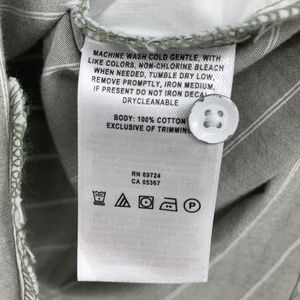 MACHINE WASH COLD GENTLE, WITH
LIKE COLORS, NON-CHLORINE BLEACH
WHEN NEEDED, TUMBLE DRY LOW,
REMOVE PROMPTLY, IRON MEDIUM,
IF PRESENT DO NOT IRON DECAL,
DRYCLEANABLE
BODY: 100% COTTON
EXCLUSIVE OF TRIMMING
RN 69724
CA 05367
P